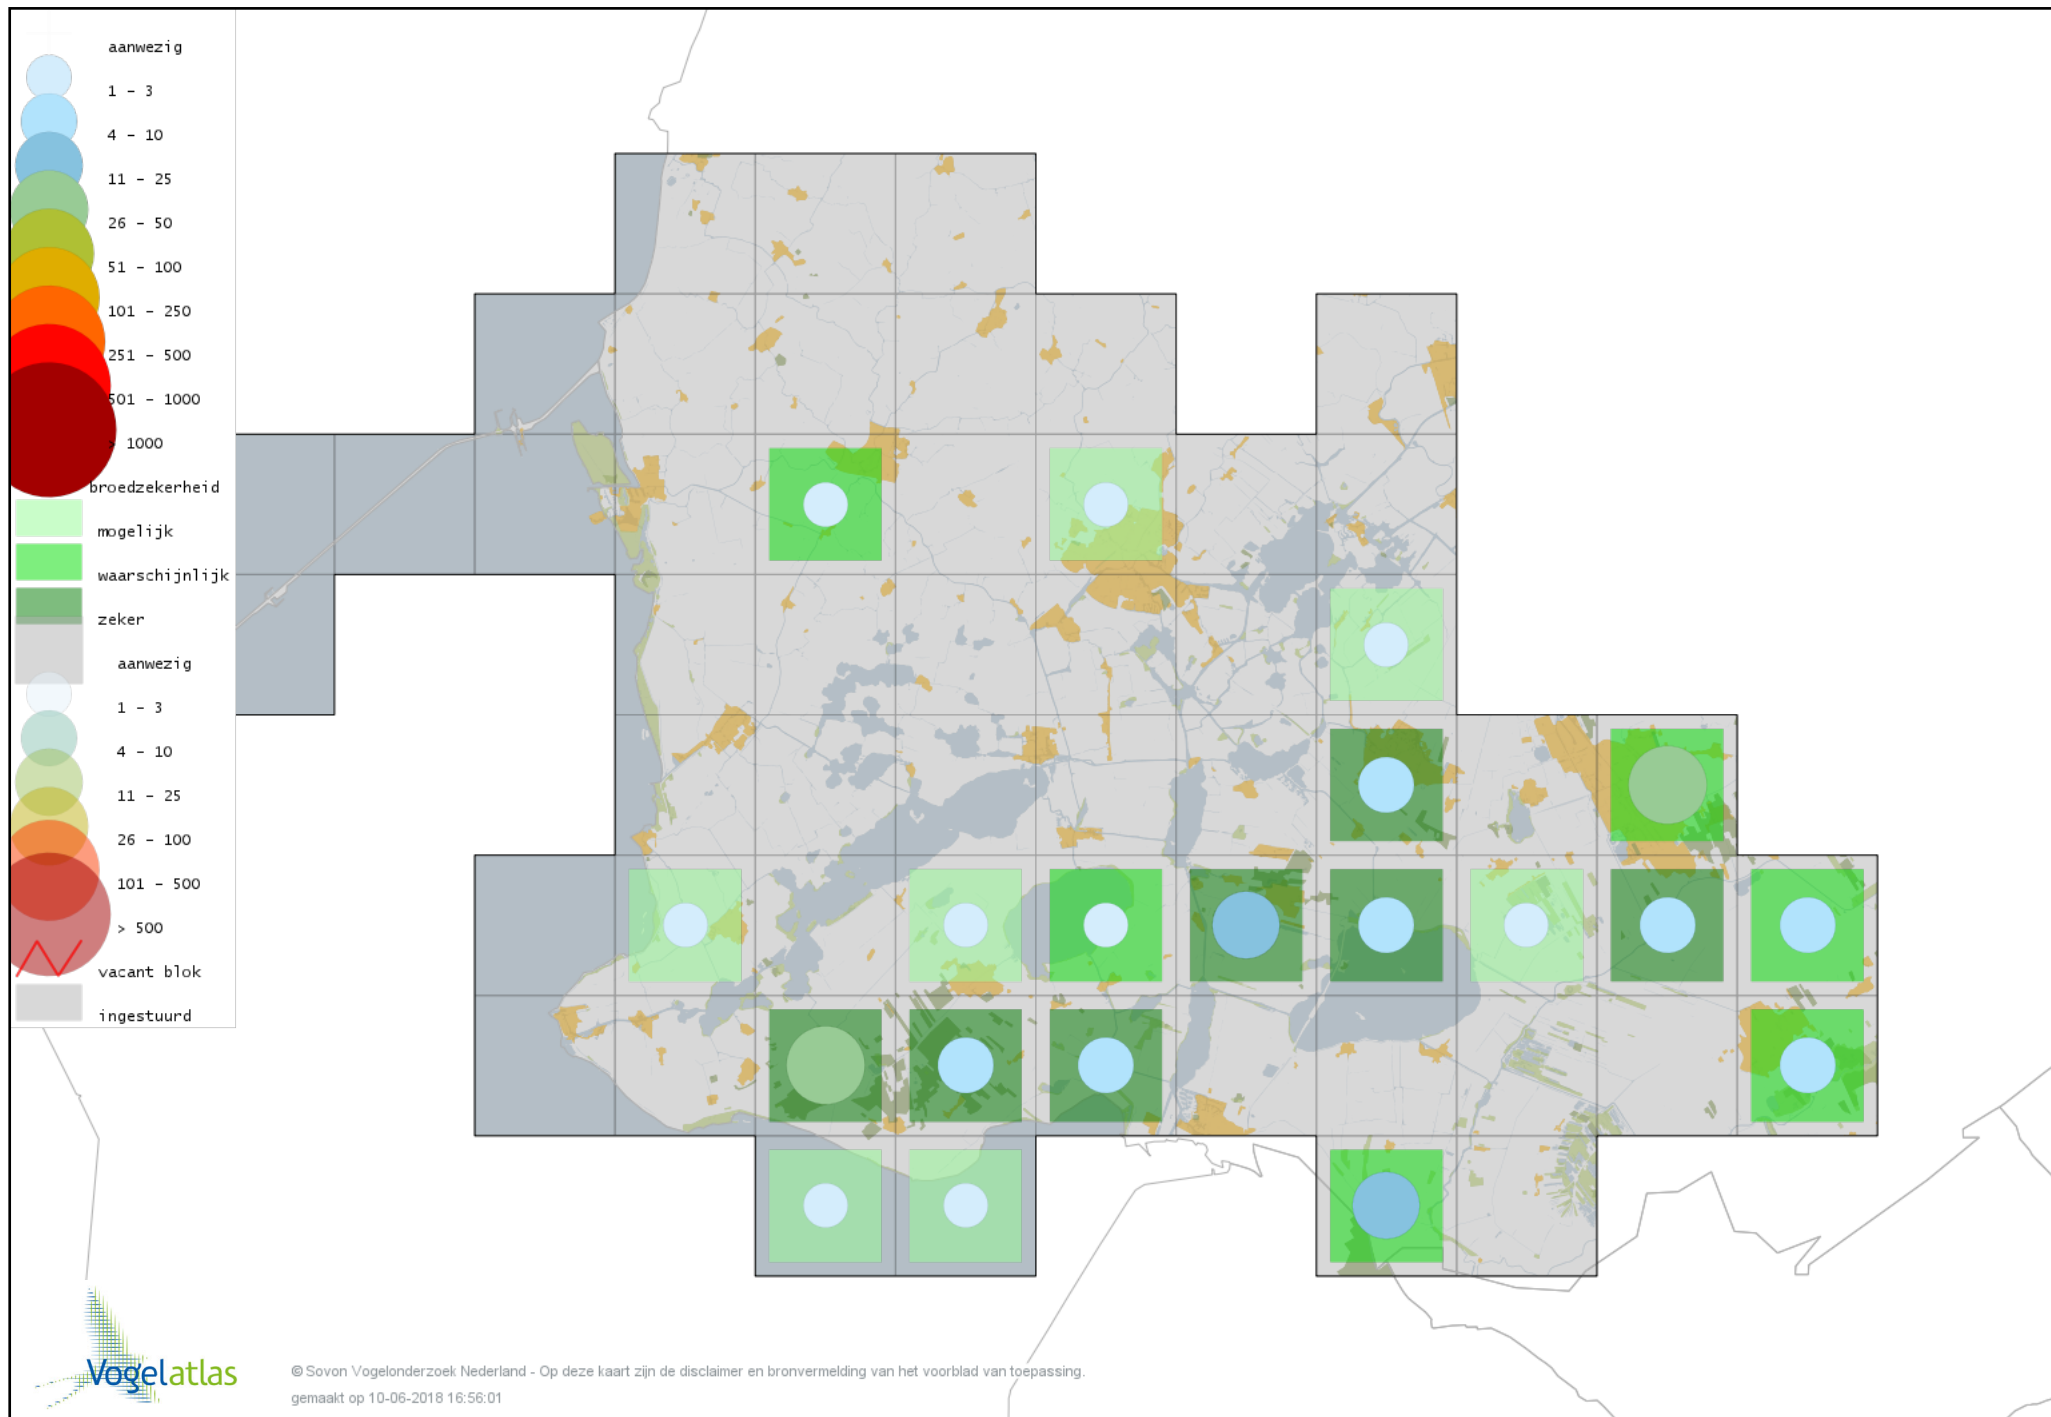 aanwezig
1 - 3
4 - 10
11 - 25
26 - 50
51 - 100
101 - 250
251 - 500
501 - 1000
> 1000
broedzekerheid
mogelijk
waarschijnlijk
zeker
aanwezig
1 - 3
4 - 10
11 - 25
26 - 100
101 - 500
> 500
vacant blok
ingestuurd
Vogelatlas
© Sovon Vogelonderzoek Nederland - Op deze kaart zijn de disclaimer en bronvermelding van het voorblad van toepassing.
gemaakt op 10-06-2018 16:56:01